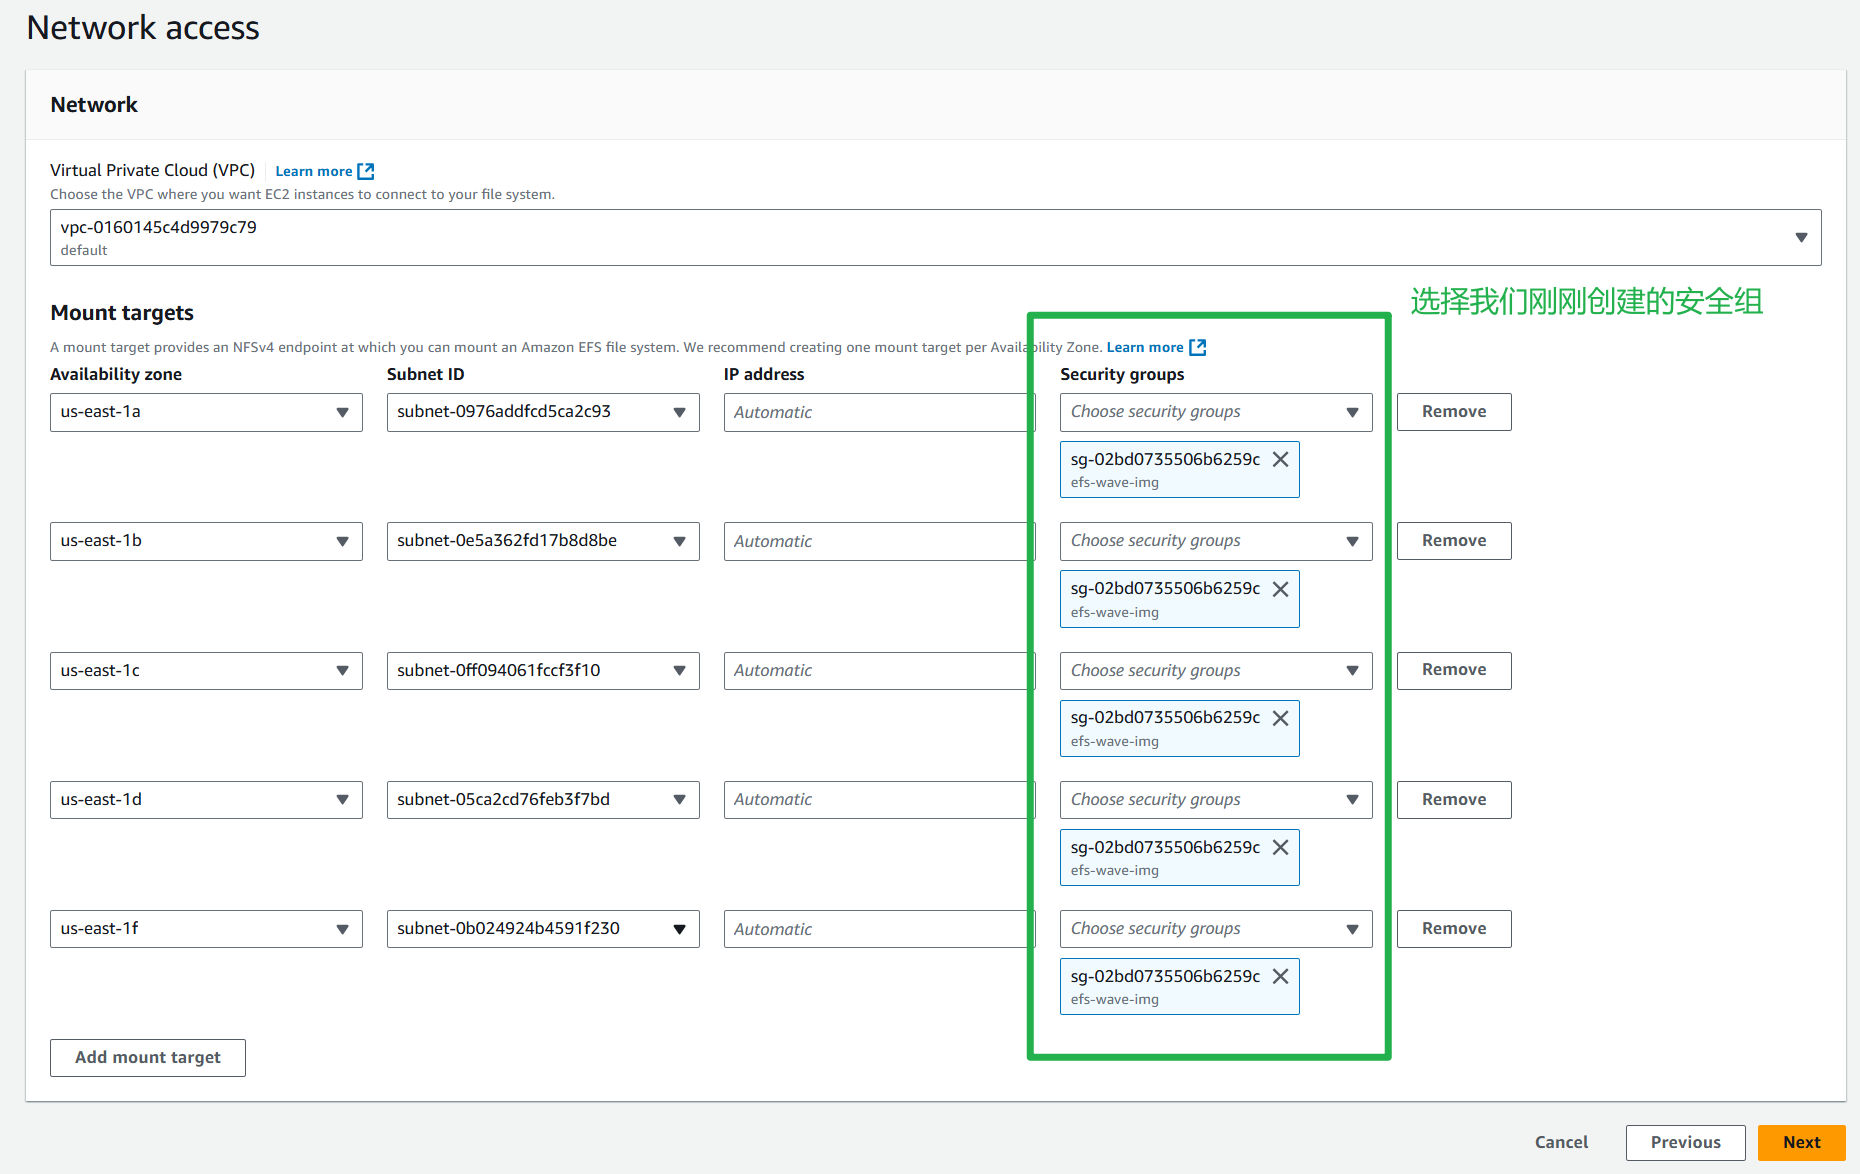 Network access
Network
Virtual Private Cloud (VPC) Learn more
Choose the VPC where you want EC2 instances to connect to your file system.
vpc-0160145c4d9979c79
default
选择我们刚刚创建的安全组
Mount targets
A mount target provides an NFSv4 endpoint at which you can mount an Amazon EFS file system. We recommend creating one mount target per Availability Zone. Learn more
Availability zone Subnet ID IP address Security groups
us-east-1a subnet-0976addfcd5ca2c93 Automatic Choose security groups Remove
sg-02bd0735506b6259c
efs-wave-img
us-east-1b subnet-0e5a362fd17b8d8be Automatic Choose security groups Remove
sg-02bd0735506b6259c
efs-wave-img
us-east-1c subnet-0ff094061fccf3f10 Automatic Choose security groups Remove
sg-02bd0735506b6259c
efs-wave-img
us-east-1d subnet-05ca2cd76feb3f7bd Automatic Choose security groups Remove
sg-02bd0735506b6259c
efs-wave-img
us-east-1f subnet-0b024924b4591f230 Automatic Choose security groups Remove
sg-02bd0735506b6259c
efs-wave-img
Add mount target
Cancel Previous Next